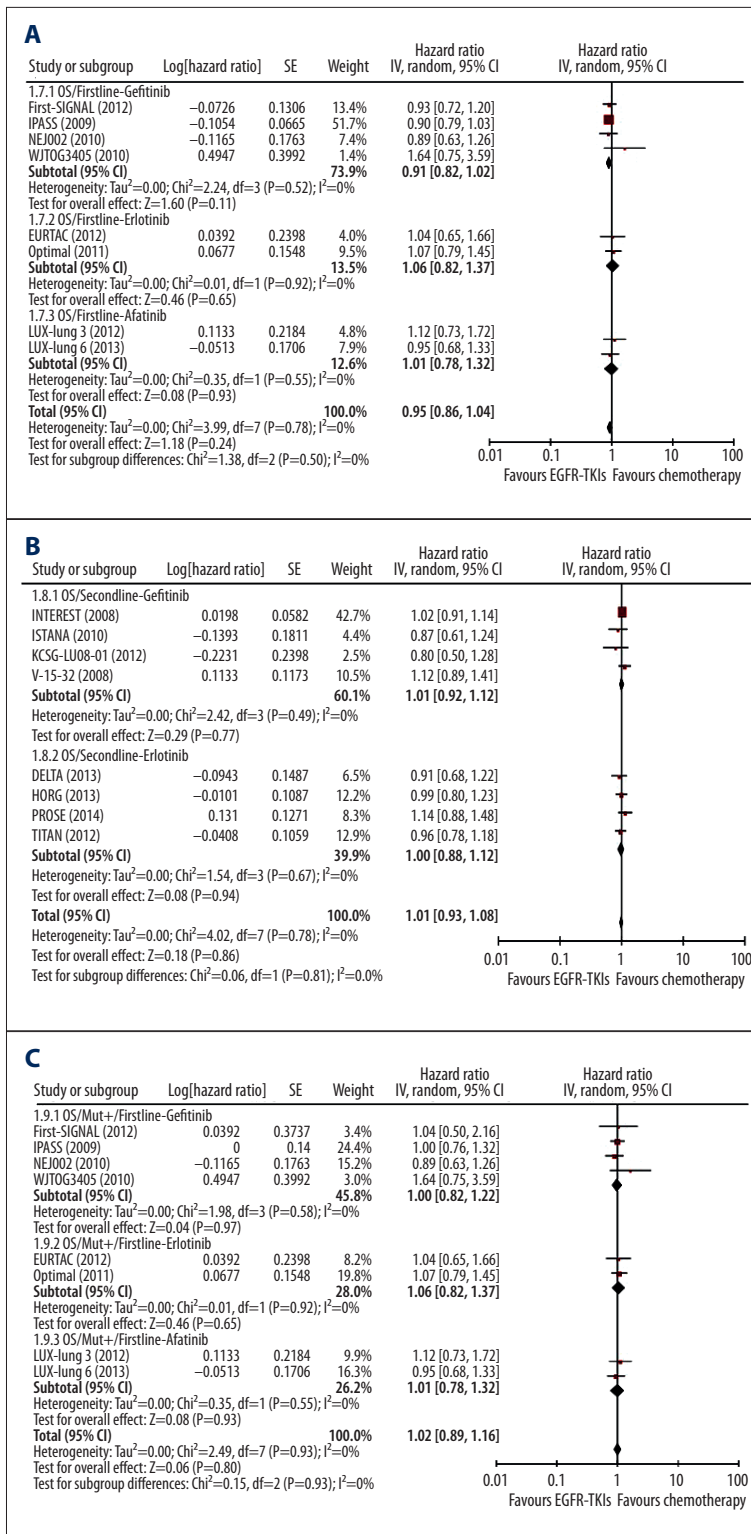 A
Hazard ratio Hazard ratio
Study or subgroup Log[hazard ratio] SE Weight IV, random, 95% CI IV, random, 95% CI
1.7.1 OS/Firstline-Gefitinib
First-SIGNAL (2012) −0.0726 0.1306 13.4% 0.93 [0.72, 1.20]
IPASS (2009) −0.1054 0.0665 51.7% 0.90 [0.79, 1.03]
NEJ002 (2010) −0.1165 0.1763 7.4% 0.89 [0.63, 1.26]
WJTOG3405 (2010) 0.4947 0.3992 1.4% 1.64 [0.75, 3.59]
Subtotal (95% CI) 73.9% 0.91 [0.82, 1.02]
Heterogeneity: Tau²=0.00; Chi²=2.24, df=3 (P=0.52); I²=0%
Test for overall effect: Z=1.60 (P=0.11)
1.7.2 OS/Firstline-Erlotinib
EURTAC (2012) 0.0392 0.2398 4.0% 1.04 [0.65, 1.66]
Optimal (2011) 0.0677 0.1548 9.5% 1.07 [0.79, 1.45]
Subtotal (95% CI) 13.5% 1.06 [0.82, 1.37]
Heterogeneity: Tau²=0.00; Chi²=0.01, df=1 (P=0.92); I²=0%
Test for overall effect: Z=0.46 (P=0.65)
1.7.3 OS/Firstline-Afatinib
LUX-lung 3 (2012) 0.1133 0.2184 4.8% 1.12 [0.73, 1.72]
LUX-lung 6 (2013) −0.0513 0.1706 7.9% 0.95 [0.68, 1.33]
Subtotal (95% CI) 12.6% 1.01 [0.78, 1.32]
Heterogeneity: Tau²=0.00; Chi²=0.35, df=1 (P=0.55); I²=0%
Test for overall effect: Z=0.08 (P=0.93)
Total (95% CI) 100.0% 0.95 [0.86, 1.04]
Heterogeneity: Tau²=0.00; Chi²=3.99, df=7 (P=0.78); I²=0%
Test for overall effect: Z=1.18 (P=0.24)
Test for subgroup differences: Chi²=1.38, df=2 (P=0.50); I²=0%
0.01 0.1 1 10 100
Favours EGFR-TKIs Favours chemotherapy
B
Hazard ratio Hazard ratio
Study or subgroup Log[hazard ratio] SE Weight IV, random, 95% CI IV, random, 95% CI
1.8.1 OS/Secondline-Gefitinib
INTEREST (2008) 0.0198 0.0582 42.7% 1.02 [0.91, 1.14]
ISTANA (2010) −0.1393 0.1811 4.4% 0.87 [0.61, 1.24]
KCSG-LU08-01 (2012) −0.2231 0.2398 2.5% 0.80 [0.50, 1.28]
V-15-32 (2008) 0.1133 0.1173 10.5% 1.12 [0.89, 1.41]
Subtotal (95% CI) 60.1% 1.01 [0.92, 1.12]
Heterogeneity: Tau²=0.00; Chi²=2.42, df=3 (P=0.49); I²=0%
Test for overall effect: Z=0.29 (P=0.77)
1.8.2 OS/Secondline-Erlotinib
DELTA (2013) −0.0943 0.1487 6.5% 0.91 [0.68, 1.22]
HORG (2013) −0.0101 0.1087 12.2% 0.99 [0.80, 1.23]
PROSE (2014) 0.131 0.1271 8.3% 1.14 [0.88, 1.48]
TITAN (2012) −0.0408 0.1059 12.9% 0.96 [0.78, 1.18]
Subtotal (95% CI) 39.9% 1.00 [0.88, 1.12]
Heterogeneity: Tau²=0.00; Chi²=1.54, df=3 (P=0.67); I²=0%
Test for overall effect: Z=0.08 (P=0.94)
Total (95% CI) 100.0% 1.01 [0.93, 1.08]
Heterogeneity: Tau²=0.00; Chi²=4.02, df=7 (P=0.78); I²=0%
Test for overall effect: Z=0.18 (P=0.86)
Test for subgroup differences: Chi²=0.06, df=1 (P=0.81); I²=0.0%
0.01 0.1 1 10 100
Favours EGFR-TKIs Favours chemotherapy
C
Hazard ratio Hazard ratio
Study or subgroup Log[hazard ratio] SE Weight IV, random, 95% CI IV, random, 95% CI
1.9.1 OS/Mut+/Firstline-Gefitinib
First-SIGNAL (2012) 0.0392 0.3737 3.4% 1.04 [0.50, 2.16]
IPASS (2009) 0 0.14 24.4% 1.00 [0.76, 1.32]
NEJ002 (2010) −0.1165 0.1763 15.2% 0.89 [0.63, 1.26]
WJTOG3405 (2010) 0.4947 0.3992 3.0% 1.64 [0.75, 3.59]
Subtotal (95% CI) 45.8% 1.00 [0.82, 1.22]
Heterogeneity: Tau²=0.00; Chi²=1.98, df=3 (P=0.58); I²=0%
Test for overall effect: Z=0.04 (P=0.97)
1.9.2 OS/Mut+/Firstline-Erlotinib
EURTAC (2012) 0.0392 0.2398 8.2% 1.04 [0.65, 1.66]
Optimal (2011) 0.0677 0.1548 19.8% 1.07 [0.79, 1.45]
Subtotal (95% CI) 28.0% 1.06 [0.82, 1.37]
Heterogeneity: Tau²=0.00; Chi²=0.01, df=1 (P=0.92); I²=0%
Test for overall effect: Z=0.46 (P=0.65)
1.9.3 OS/Mut+/Firstline-Afatinib
LUX-lung 3 (2012) 0.1133 0.2184 9.9% 1.12 [0.73, 1.72]
LUX-lung 6 (2013) −0.0513 0.1706 16.3% 0.95 [0.68, 1.33]
Subtotal (95% CI) 26.2% 1.01 [0.78, 1.32]
Heterogeneity: Tau²=0.00; Chi²=0.35, df=1 (P=0.55); I²=0%
Test for overall effect: Z=0.08 (P=0.93)
Total (95% CI) 100.0% 1.02 [0.89, 1.16]
Heterogeneity: Tau²=0.00; Chi²=2.49, df=7 (P=0.93); I²=0%
Test for overall effect: Z=0.06 (P=0.80)
Test for subgroup differences: Chi²=0.15, df=2 (P=0.93); I²=0%
0.01 0.1 1 10 100
Favours EGFR-TKIs Favours chemotherapy